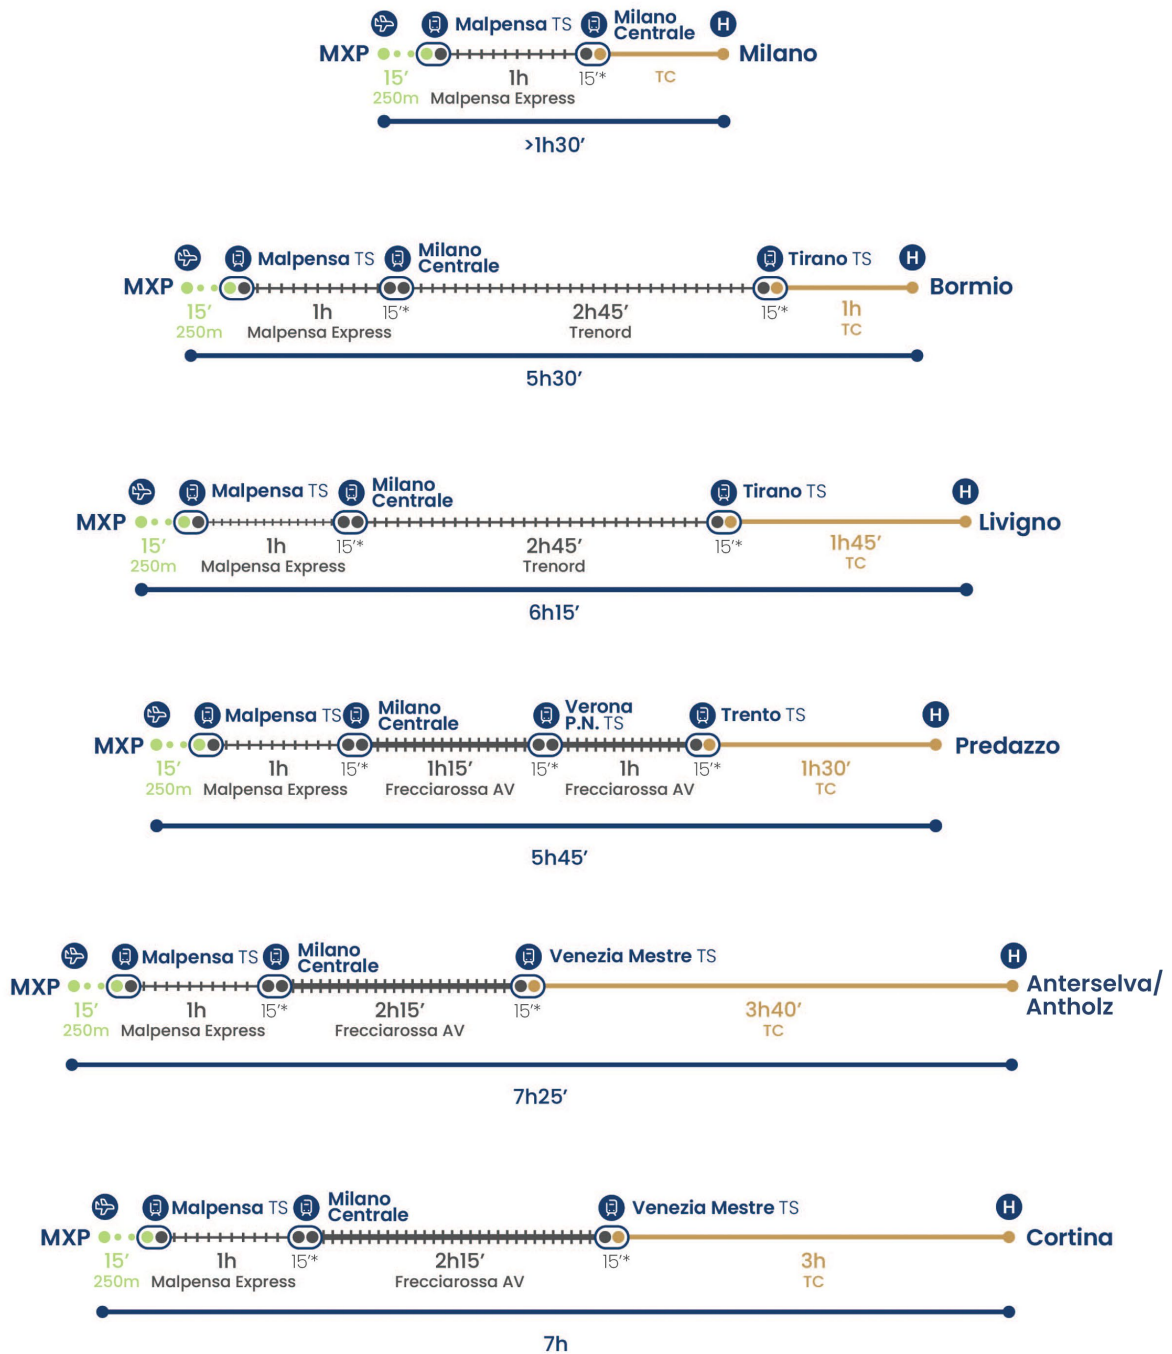 Malpensa TS
Milano
Centrale
H
MXP
Milano
15’
1h
15’*
TC
250m
Malpensa Express
>1h30’
Malpensa TS
Milano
Centrale
Tirano TS
H
MXP
Bormio
15’
1h
15’*
2h45’
15’*
1h
250m
Malpensa Express
Trenord
TC
5h30’
Malpensa TS
Milano
Centrale
Tirano TS
H
MXP
Livigno
15’
1h
15’*
2h45’
15’*
1h45’
250m
Malpensa Express
Trenord
TC
6h15’
Malpensa TS
Milano
Centrale
Verona
P.N. TS
Trento TS
H
MXP
Predazzo
15’
1h
15’*
1h15’
15’*
1h
15’*
1h30’
250m
Malpensa Express
Frecciarossa AV
Frecciarossa AV
TC
5h45’
Malpensa TS
Milano
Centrale
Venezia Mestre TS
H
MXP
Anterselva/
Antholz
15’
1h
15’*
2h15’
15’*
3h40’
250m
Malpensa Express
Frecciarossa AV
TC
7h25’
Malpensa TS
Milano
Centrale
Venezia Mestre TS
H
MXP
Cortina
15’
1h
15’*
2h15’
15’*
3h
250m
Malpensa Express
Frecciarossa AV
TC
7h